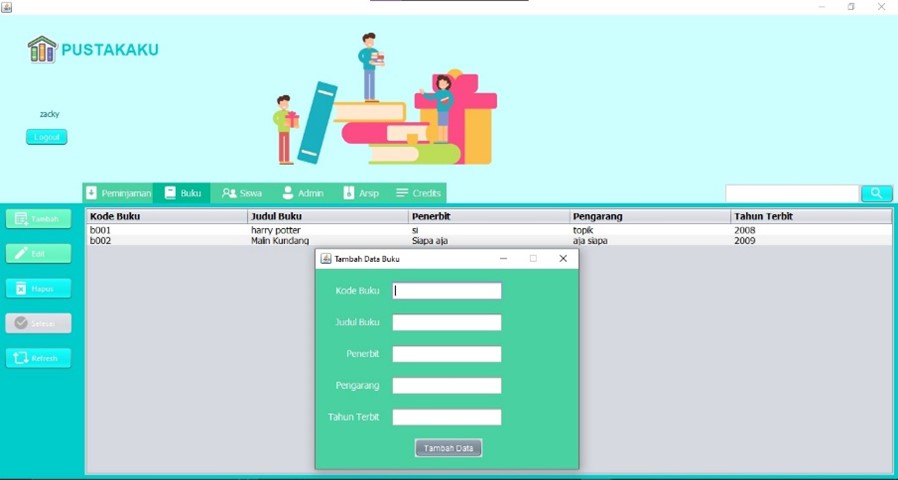 PUSTAKAKU
zacky
Logout
Peminjaman Buku Siswa Admin Arsip Credits
Tambah
Edit
Hapus
Selesai
Refresh
Kode Buku Judul Buku Penerbit Pengarang Tahun Terbit
b001 harry potter si topik 2008
b002 Malin Kundang Siapa aja aja siapa 2009
Tambah Data Buku
Kode Buku
Judul Buku
Penerbit
Pengarang
Tahun Terbit
Tambah Data